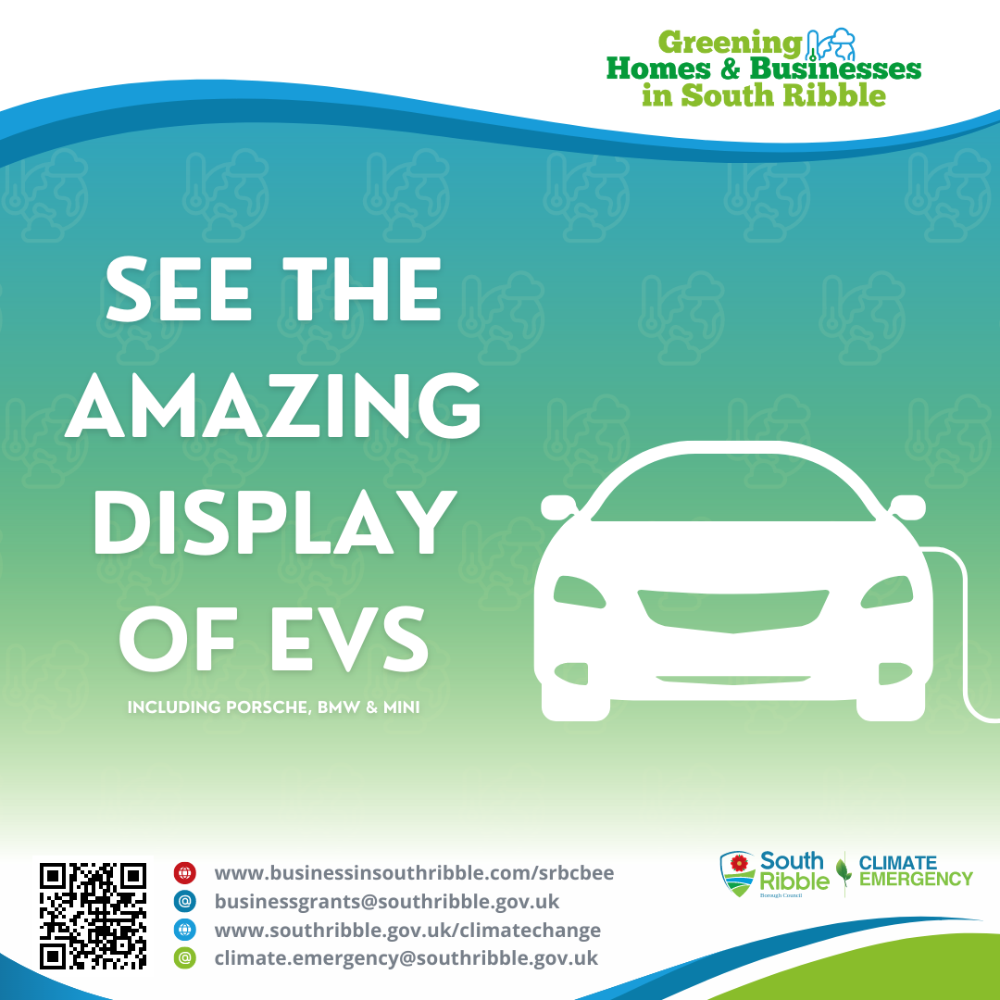 Greening
Homes & Businesses
in South Ribble
SEE THE
AMAZING
DISPLAY
OF EVS
INCLUDING PORSCHE, BMW & MINI
www.businessinsouthribble.com/srbcbee
businessgrants@southribble.gov.uk
www.southribble.gov.uk/climatechange
climate.emergency@southribble.gov.uk
South
Ribble
Borough Council
CLIMATE
EMERGENCY